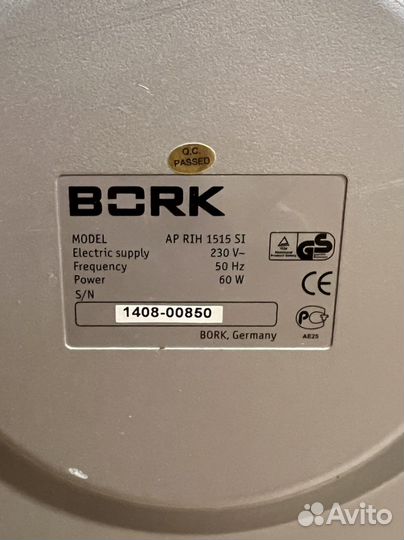 Q.C.
PASSED
BORK
MODEL AP RIH 1515 SI
Electric supply 230 V~
Frequency 50 Hz
Power 60 W
S/N
1408-00850
BORK, Germany
GS
CE
AE25
Avito